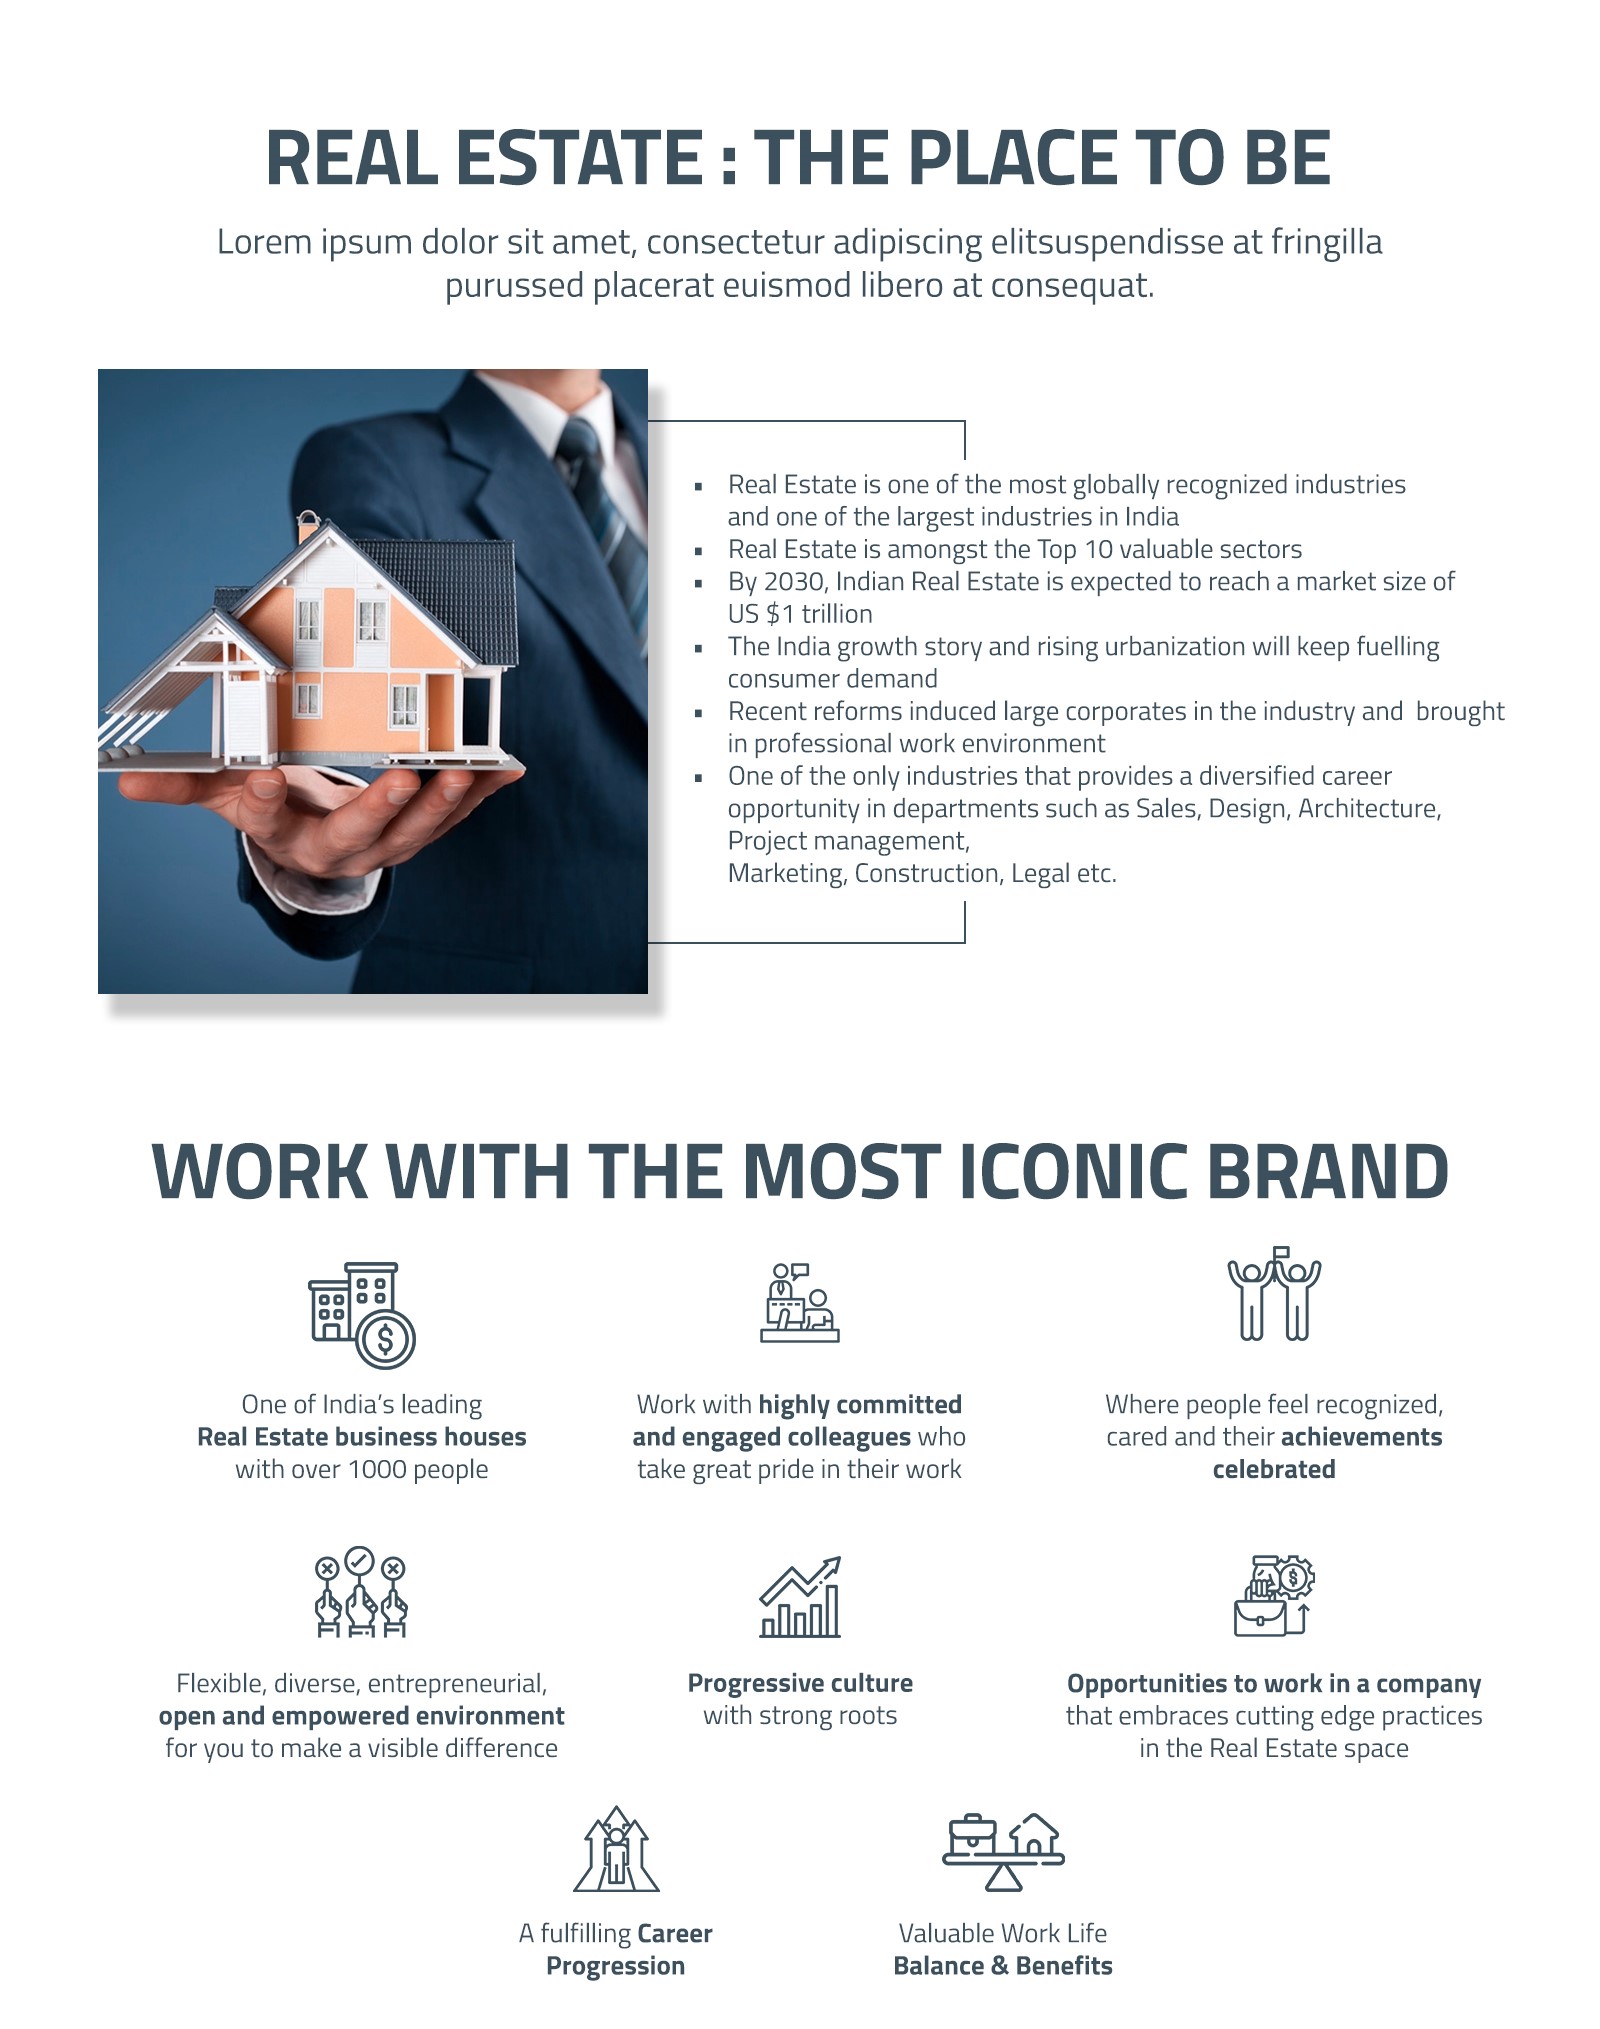 REAL ESTATE : THE PLACE TO BE
Lorem ipsum dolor sit amet, consectetur adipiscing elitsuspendisse at fringilla
purussed placerat euismod libero at consequat.
▪ Real Estate is one of the most globally recognized industries
and one of the largest industries in India
▪ Real Estate is amongst the Top 10 valuable sectors
▪ By 2030, Indian Real Estate is expected to reach a market size of
US $1 trillion
▪ The India growth story and rising urbanization will keep fuelling
consumer demand
▪ Recent reforms induced large corporates in the industry and  brought
in professional work environment
▪ One of the only industries that provides a diversified career
opportunity in departments such as Sales, Design, Architecture,
Project management,
Marketing, Construction, Legal etc.
WORK WITH THE MOST ICONIC BRAND
One of India’s leading
Real Estate business houses
with over 1000 people
Work with highly committed
and engaged colleagues who
take great pride in their work
Where people feel recognized,
cared and their achievements
celebrated
Flexible, diverse, entrepreneurial,
open and empowered environment
for you to make a visible difference
Progressive culture
with strong roots
Opportunities to work in a company
that embraces cutting edge practices
in the Real Estate space
A fulfilling Career
Progression
Valuable Work Life
Balance & Benefits